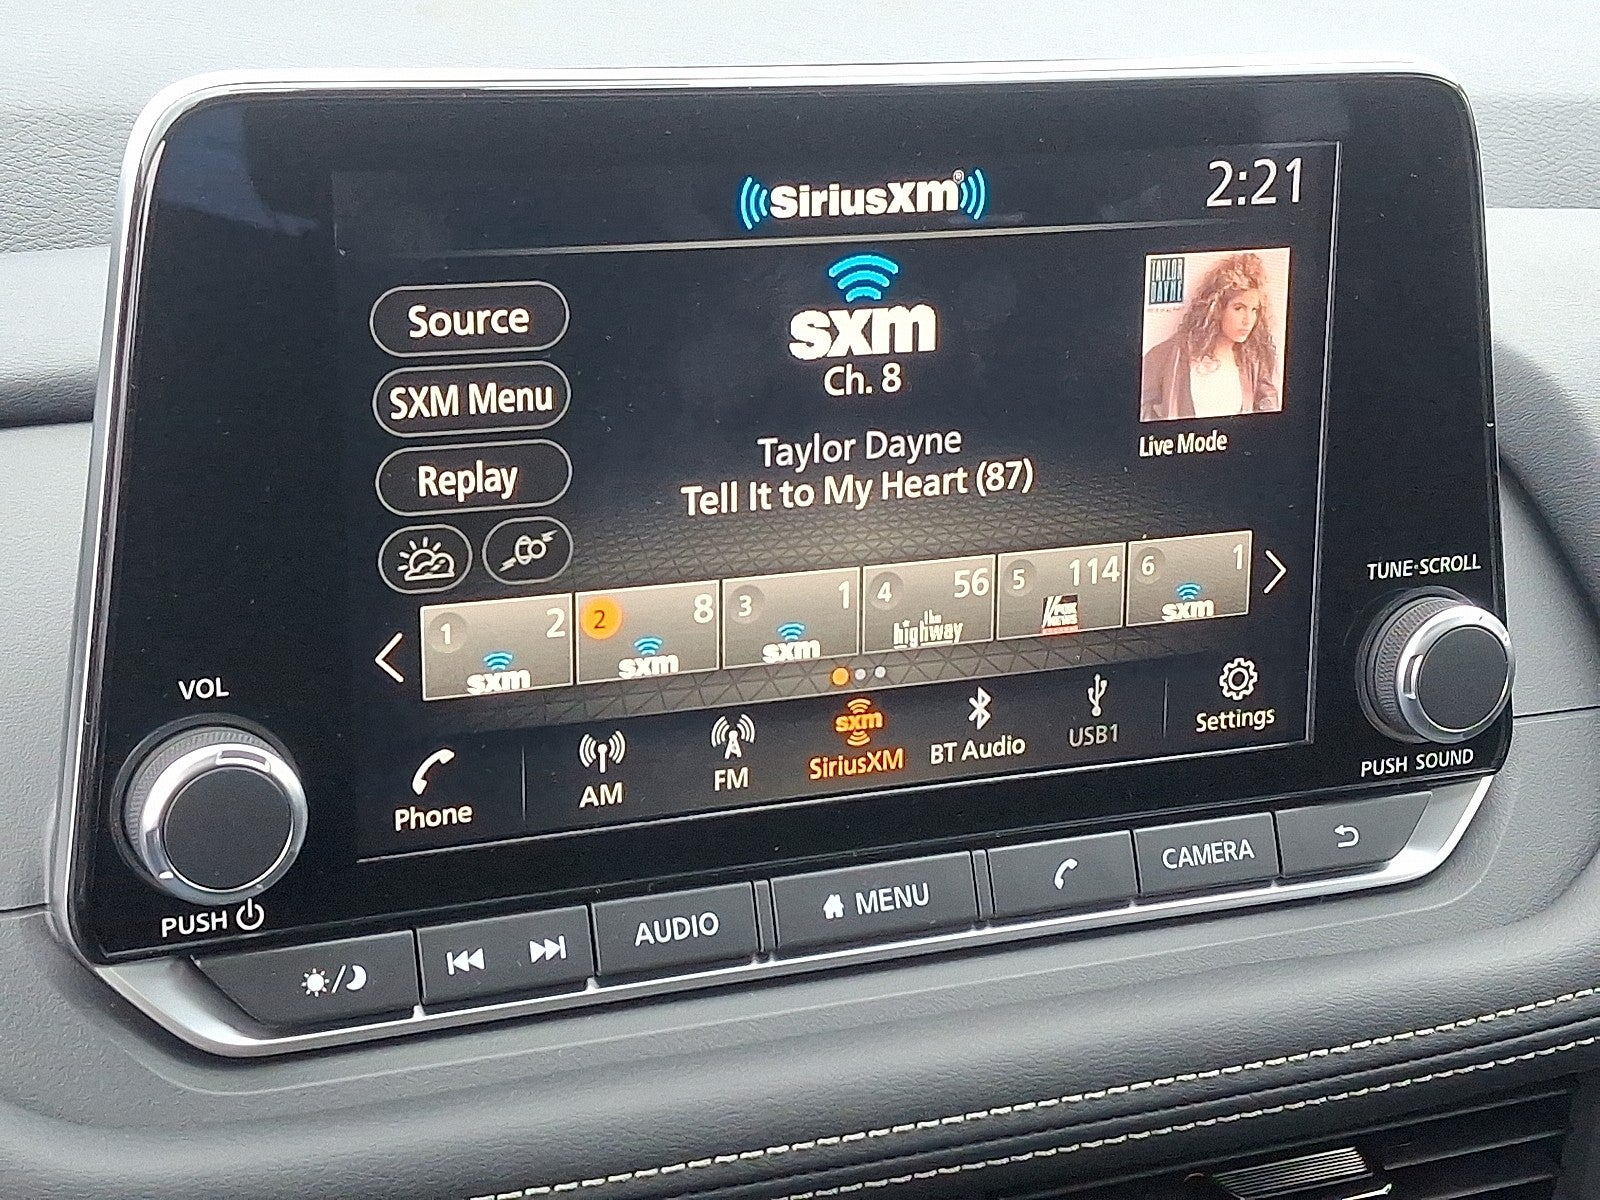 SiriusXm®
2:21
Source
SXM Menu
Replay
sxm
Ch. 8
TAYLOR
DAYNE
Live Mode
Taylor Dayne
Tell It to My Heart (87)
1 2 sxm
2 8 sxm
3 1 sxm
4 56 the highway
5 114 FOX NEWS
6 1 sxm
Phone
AM
FM
sxm
SiriusXM
BT Audio
USB1
Settings
VOL
PUSH
TUNE·SCROLL
PUSH SOUND
AUDIO
MENU
CAMERA